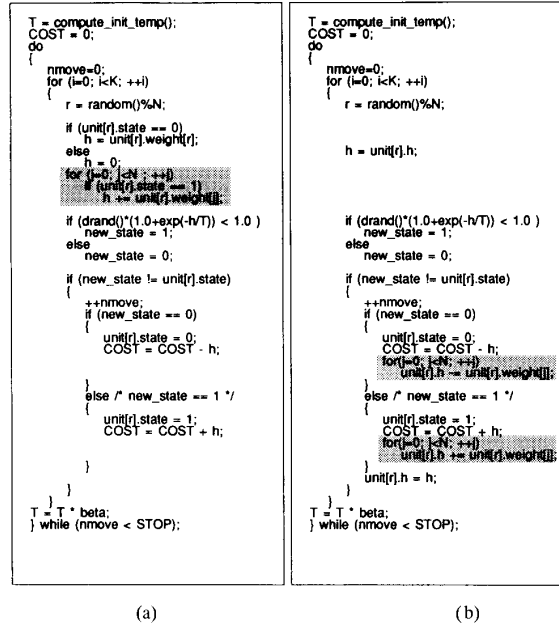 T = compute_init_temp();
COST = 0;
do
{
nmove=0;
for (i=0; i<K; ++i)
{
r = random()%N;
if (unit[r].state == 0)
h = unit[r].weight[r];
else
h = 0;
for (j=0; j<N ; ++j)
if (unit[r].state == 1)
h += unit[r].weight[j];
if (drand()*(1.0+exp(-h/T)) < 1.0 )
new_state = 1;
else
new_state = 0;
if (new_state != unit[r].state)
{
++nmove;
if (new_state == 0)
{
unit[r].state = 0;
COST = COST - h;
}
else /* new_state == 1 */
{
unit[r].state = 1;
COST = COST + h;
}
}
}
T = T * beta;
} while (nmove < STOP);
(a)
T = compute_init_temp();
COST = 0;
do
{
nmove=0;
for (i=0; i<K; ++i)
{
r = random()%N;
h = unit[r].h;
if (drand()*(1.0+exp(-h/T)) < 1.0 )
new_state = 1;
else
new_state = 0;
if (new_state != unit[r].state)
{
++nmove;
if (new_state == 0)
{
unit[r].state = 0;
COST = COST - h;
for(j=0; j<N; ++j)
unit[r].h -= unit[r].weight[j];
}
else /* new_state == 1 */
{
unit[r].state = 1;
COST = COST + h;
for(j=0; j<N; ++j)
unit[r].h += unit[r].weight[j];
}
unit[r].h = h;
}
}
T = T * beta;
} while (nmove < STOP);
(b)